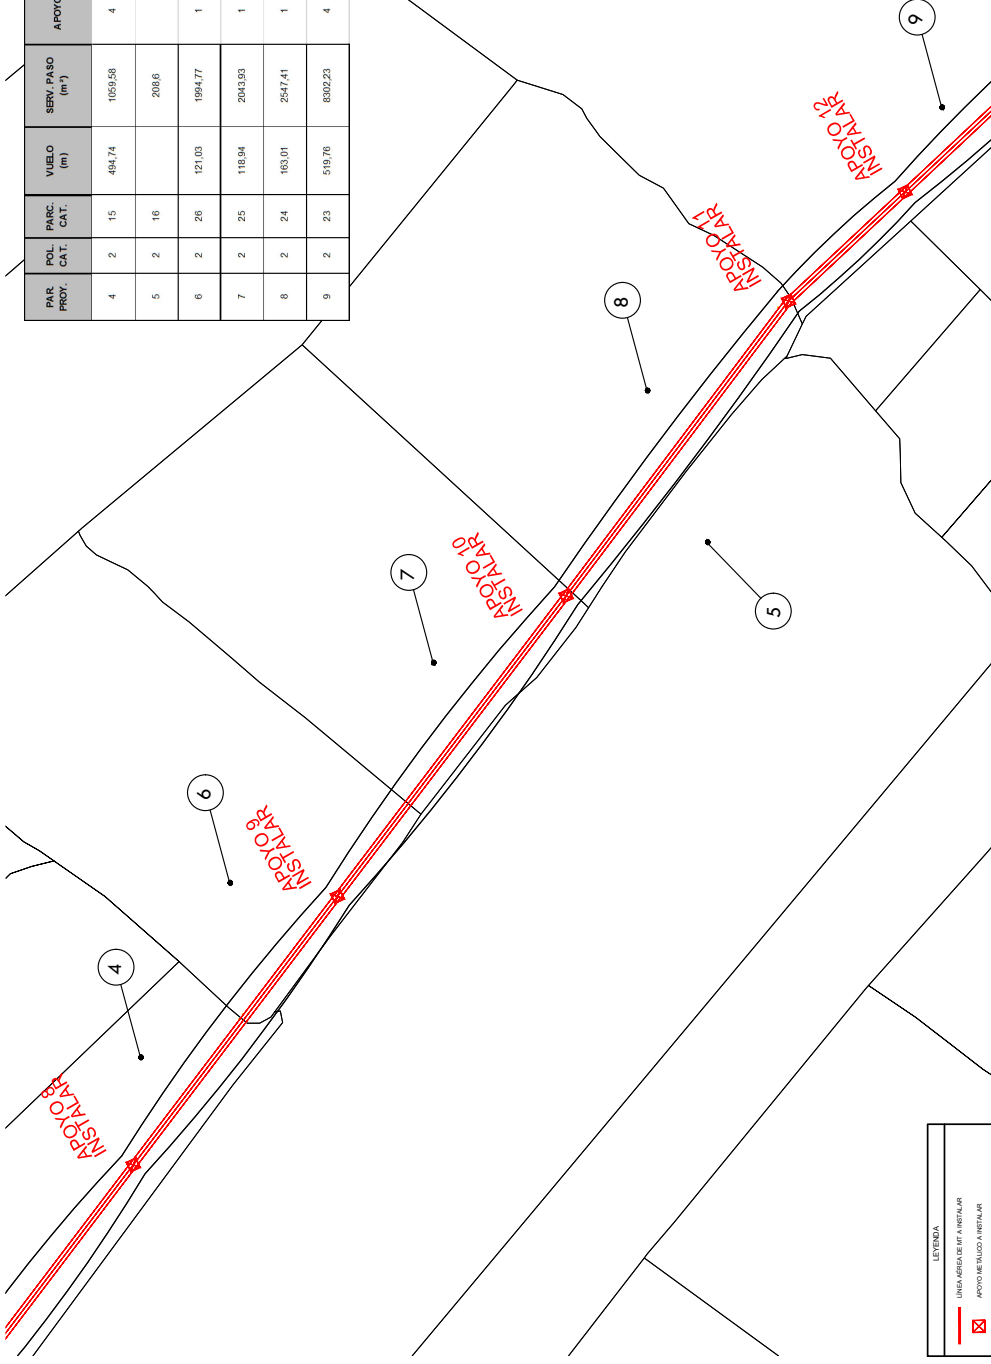 PAR. PROY. POL. CAT. PARC. CAT. VUELO (m) SERV. PASO (m²) APOYO
4 2 15 494,74 1059,58 4
5 2 16 208,6
6 2 26 121,03 1994,77 1
7 2 25 118,94 2043,93 1
8 2 24 163,01 2547,41 1
9 2 23 519,76 8302,23 4
APOYO 8
INSTALAR
APOYO 9
INSTALAR
APOYO 10
INSTALAR
APOYO 11
INSTALAR
APOYO 12
INSTALAR
4
6
7
8
9
5
LEYENDA
LÍNEA AÉREA DE MT A INSTALAR
APOYO METÁLICO A INSTALAR